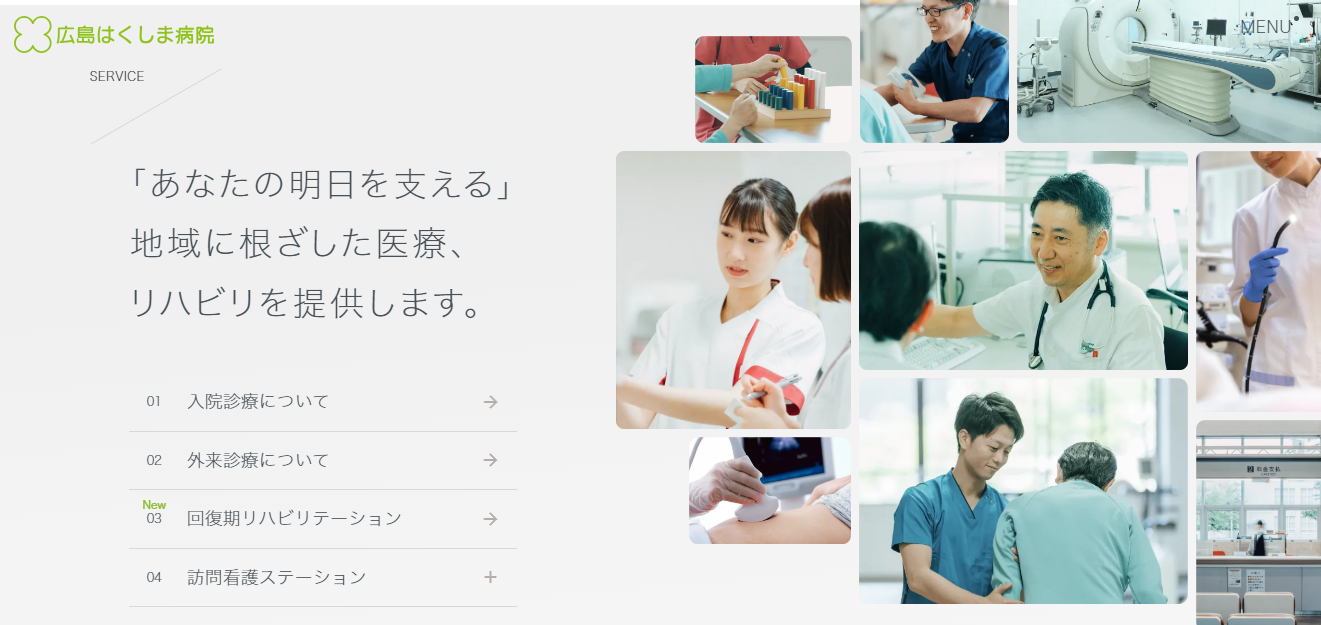 広島はくしま病院
MENU
SERVICE
「あなたの明日を支える」
地域に根ざした医療、
リハビリを提供します。
01 入院診療について
02 外来診療について
New
03 回復期リハビリテーション
04 訪問看護ステーション
料金支払